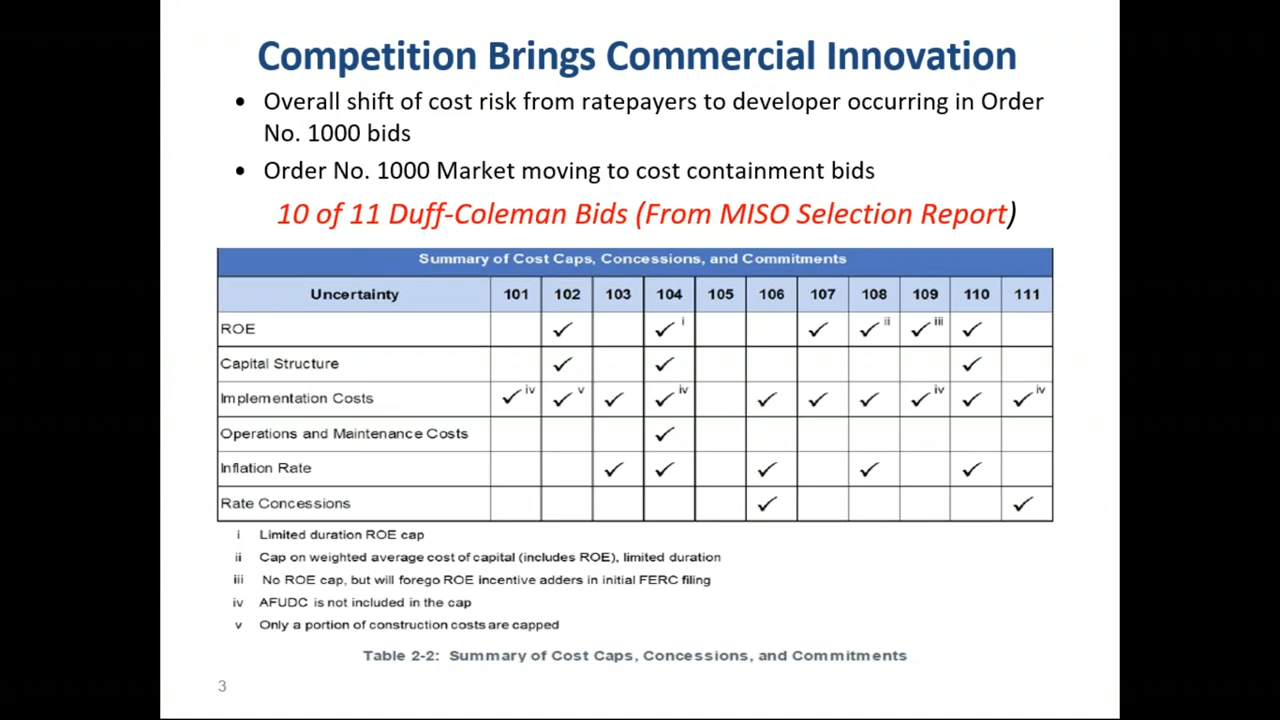 Competition Brings Commercial Innovation
• Overall shift of cost risk from ratepayers to developer occurring in Order
No. 1000 bids
• Order No. 1000 Market moving to cost containment bids
10 of 11 Duff-Coleman Bids (From MISO Selection Report)
Summary of Cost Caps, Concessions, and Commitments
Uncertainty 101 102 103 104 105 106 107 108 109 110 111
ROE ✓ ✓ i ✓ ✓ ii ✓ iii ✓
Capital Structure ✓ ✓ ✓
Implementation Costs ✓ iv ✓ v ✓ ✓ iv ✓ ✓ ✓ ✓ iv ✓ ✓ iv
Operations and Maintenance Costs ✓
Inflation Rate ✓ ✓ ✓ ✓ ✓
Rate Concessions ✓ ✓
i Limited duration ROE cap
ii Cap on weighted average cost of capital (includes ROE), limited duration
iii No ROE cap, but will forego ROE incentive adders in initial FERC filing
iv AFUDC is not included in the cap
v Only a portion of construction costs are capped
Table 2-2: Summary of Cost Caps, Concessions, and Commitments
3